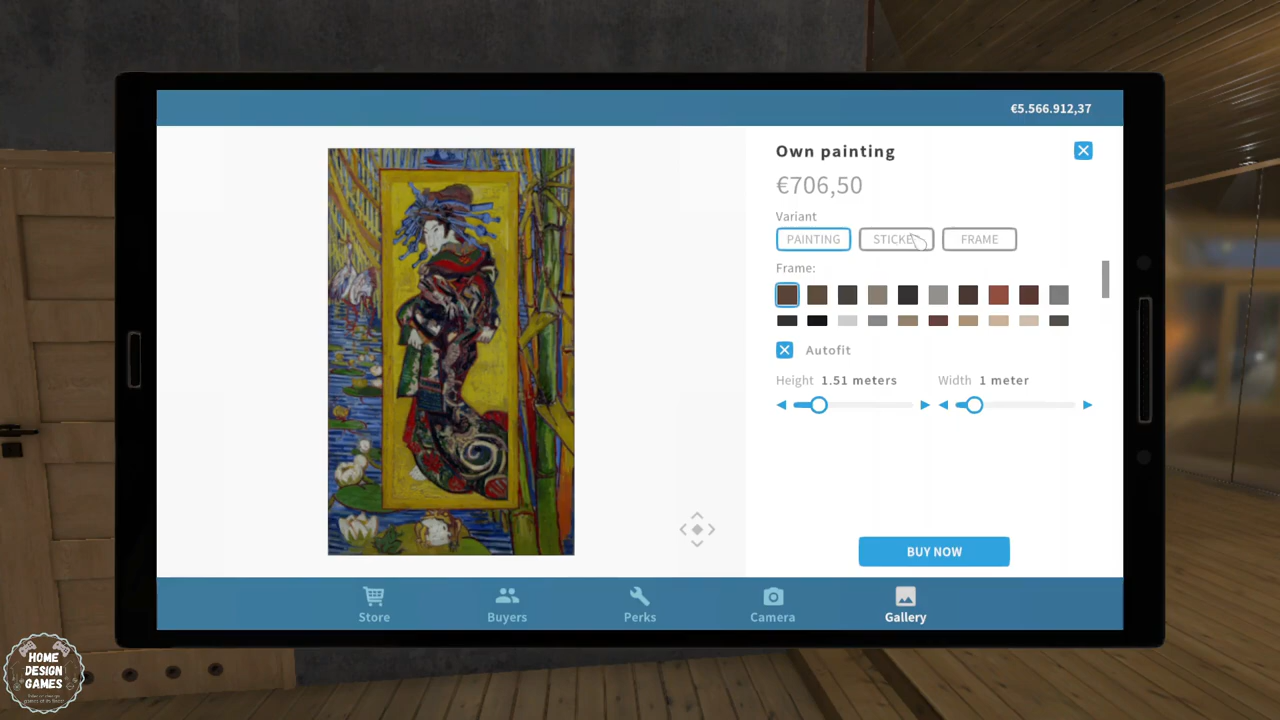 €5.566.912,37
Own painting
€706,50
Variant
PAINTING STICKE FRAME
Frame:
Autofit
Height 1.51 meters Width 1 meter
BUY NOW
Store Buyers Perks Camera Gallery
HOME
DESIGN
GAMES